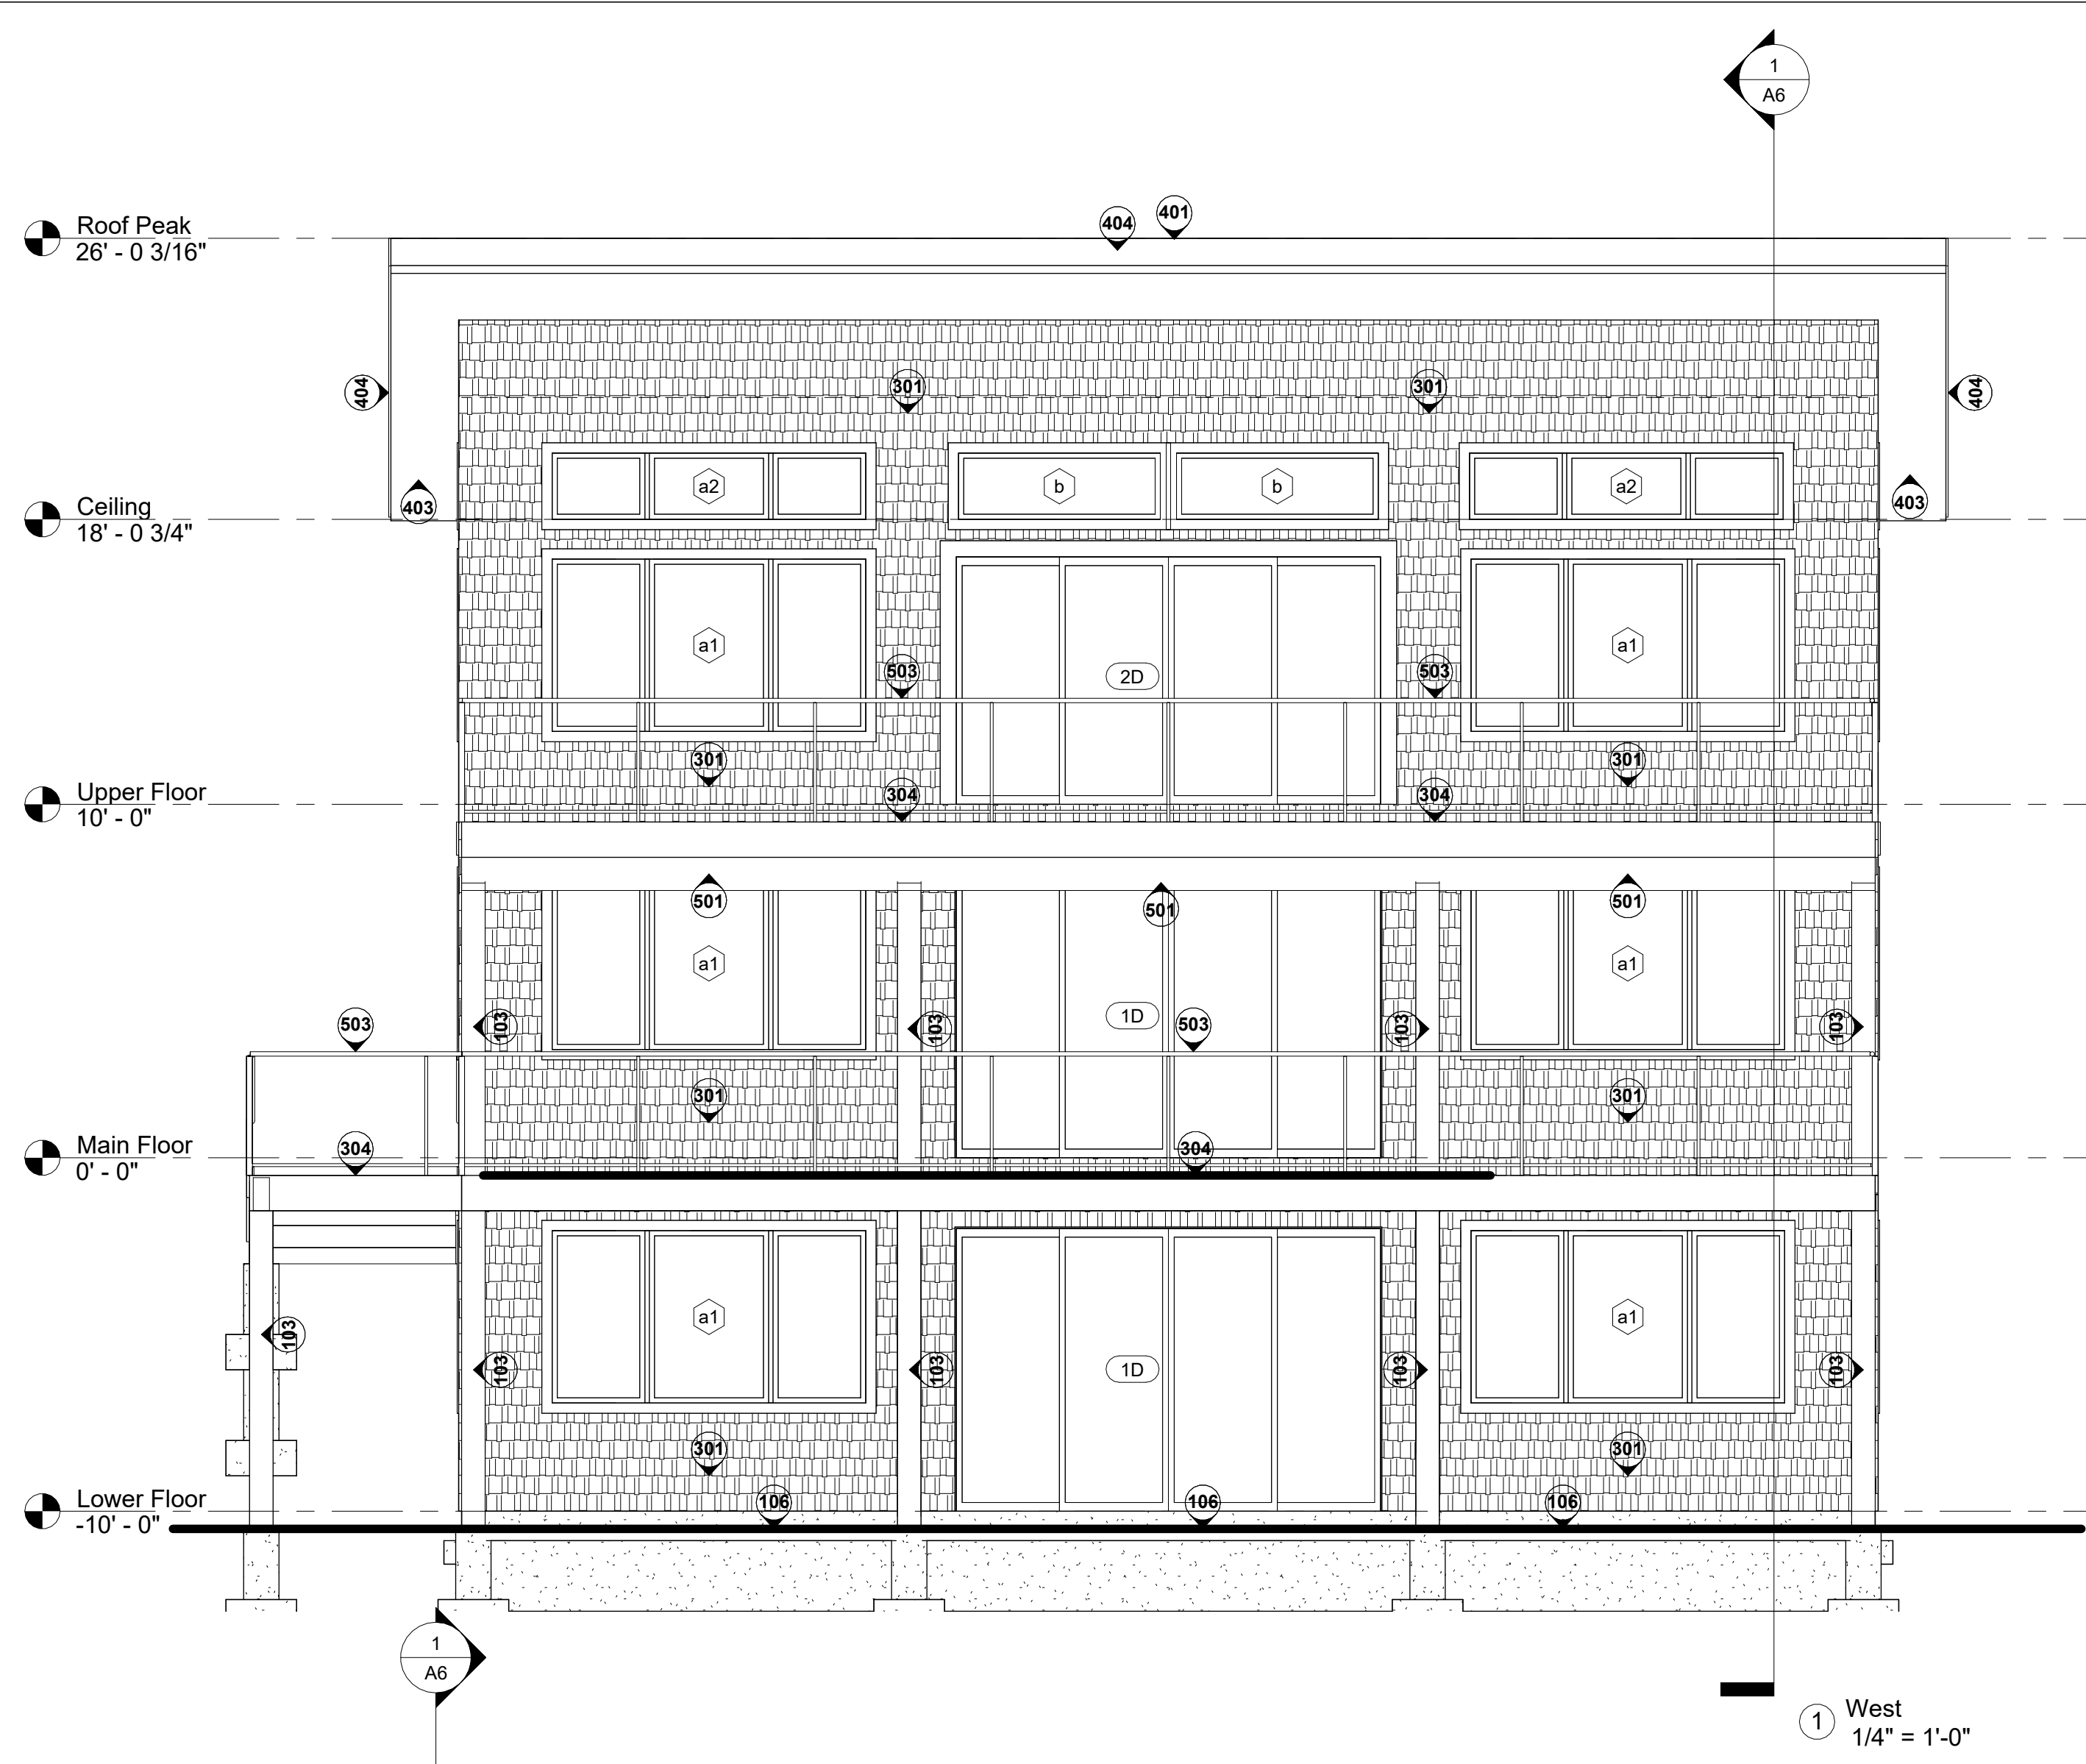 1
A6
404
401
Roof Peak
26' - 0 3/16"
404
301
301
404
a2
b
b
a2
403
403
Ceiling
18' - 0 3/4"
a1
a1
503
2D
503
301
301
Upper Floor
10' - 0"
304
304
501
501
501
a1
a1
503
103
103
1D
503
103
103
301
301
Main Floor
0' - 0"
304
304
a1
a1
103
103
103
1D
103
103
301
301
Lower Floor
-10' - 0"
106
106
106
1
A6
1
West
1/4" = 1'-0"